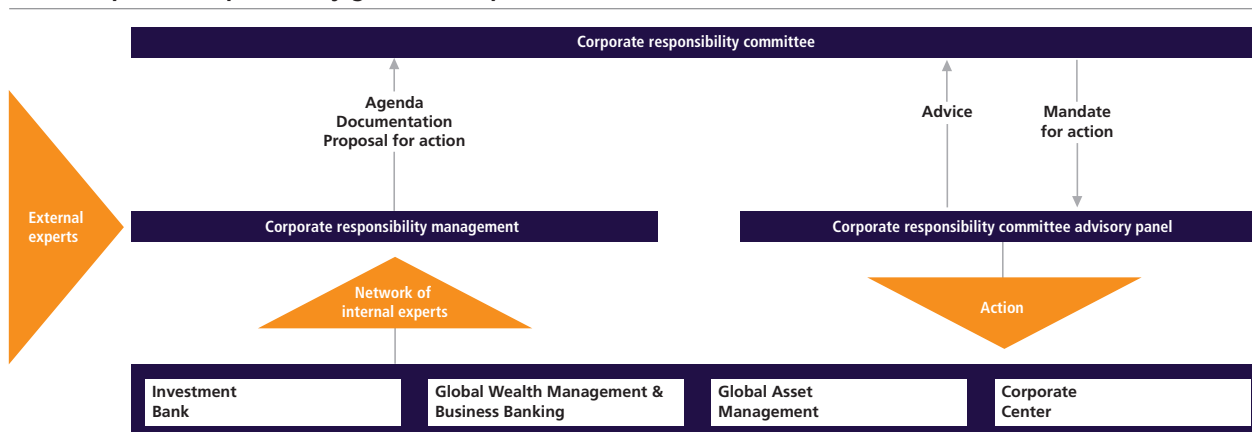 Corporate responsibility committee
Agenda
Documentation
Proposal for action
Advice
Mandate
for action
External
experts
Corporate responsibility management
Corporate responsibility committee advisory panel
Network of
internal experts
Action
Investment
Bank
Global Wealth Management &
Business Banking
Global Asset
Management
Corporate
Center